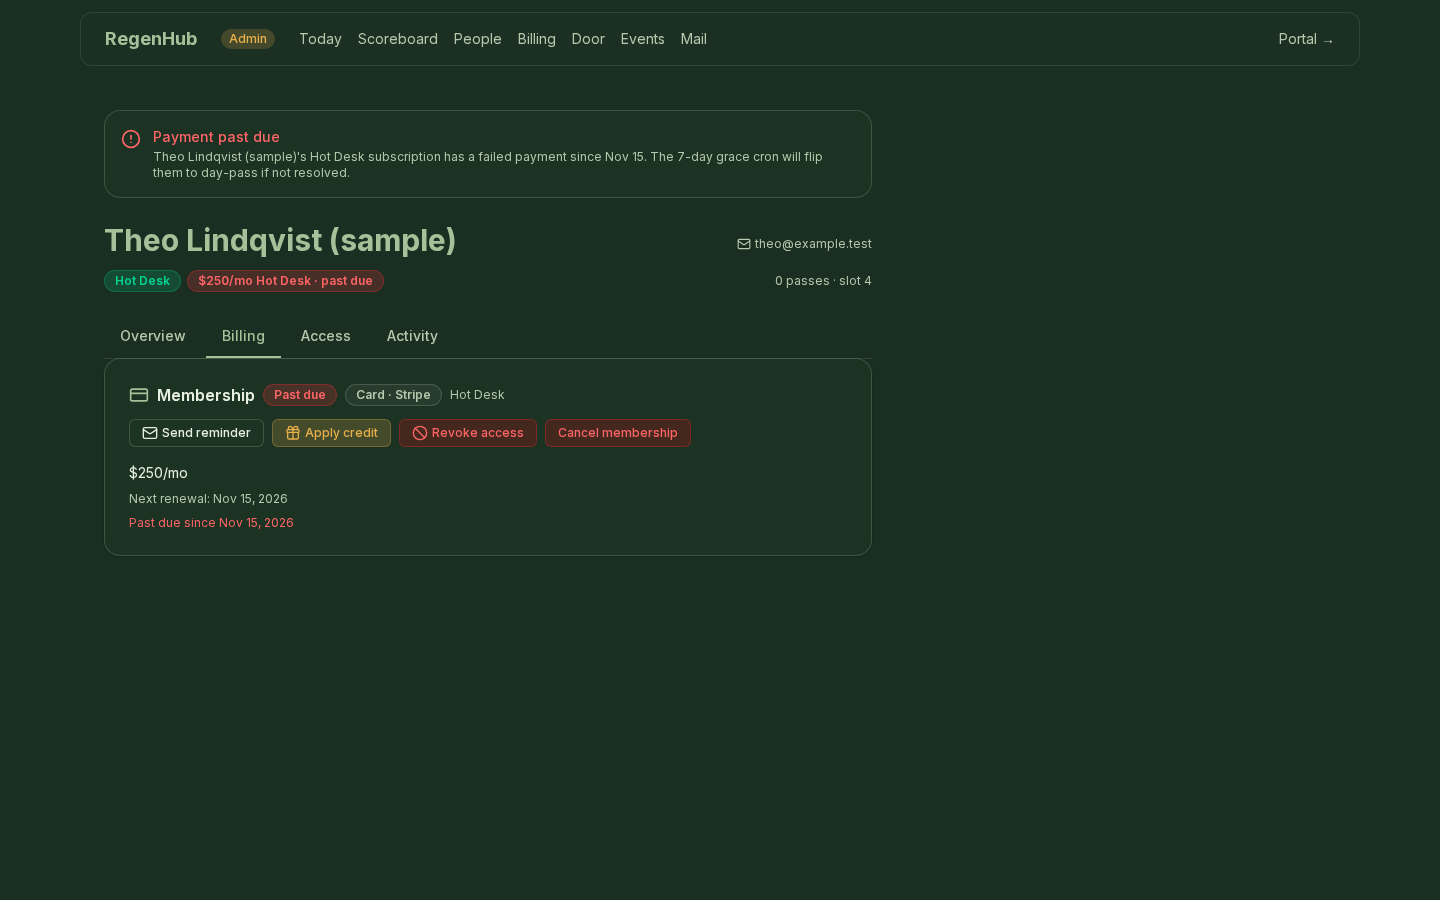 RegenHub Admin Today Scoreboard People Billing Door Events Mail Portal →
Payment past due
Theo Lindqvist (sample)'s Hot Desk subscription has a failed payment since Nov 15. The 7-day grace cron will flip
them to day-pass if not resolved.
Theo Lindqvist (sample) theo@example.test
Hot Desk $250/mo Hot Desk · past due 0 passes · slot 4
Overview Billing Access Activity
Membership Past due Card · Stripe Hot Desk
Send reminder Apply credit Revoke access Cancel membership
$250/mo
Next renewal: Nov 15, 2026
Past due since Nov 15, 2026